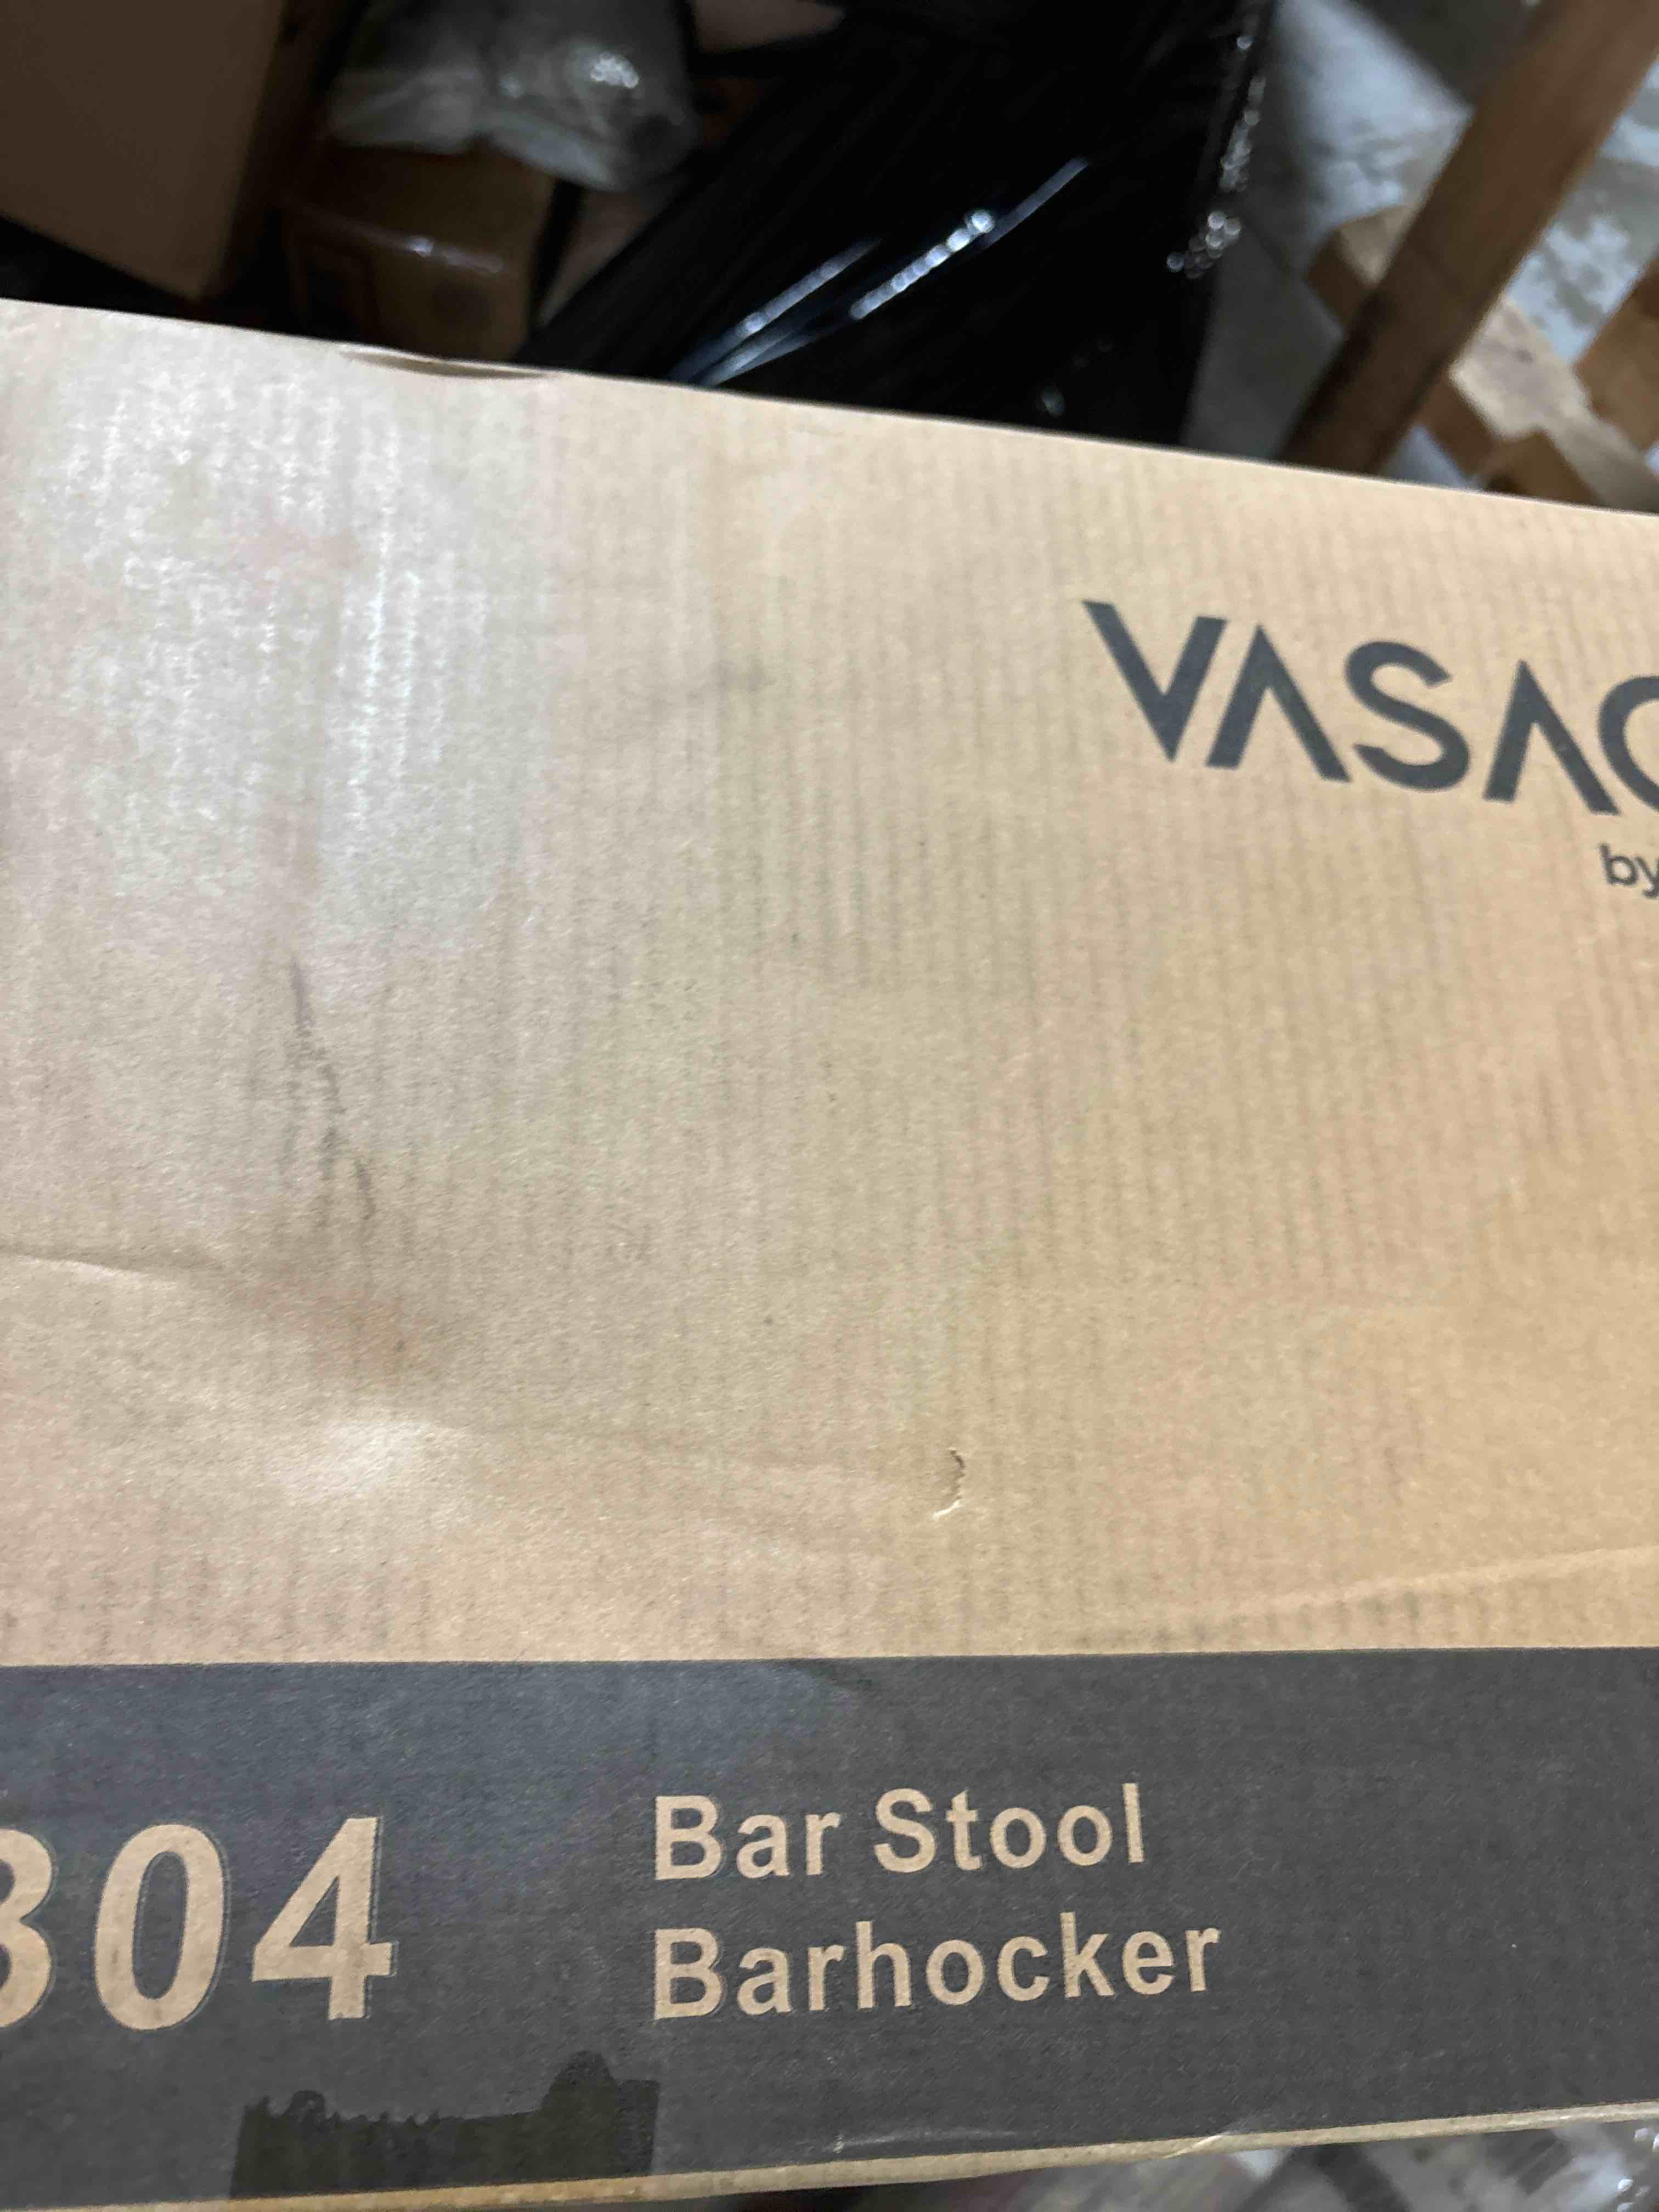 VASAG
by
304
Bar Stool
Barhocker